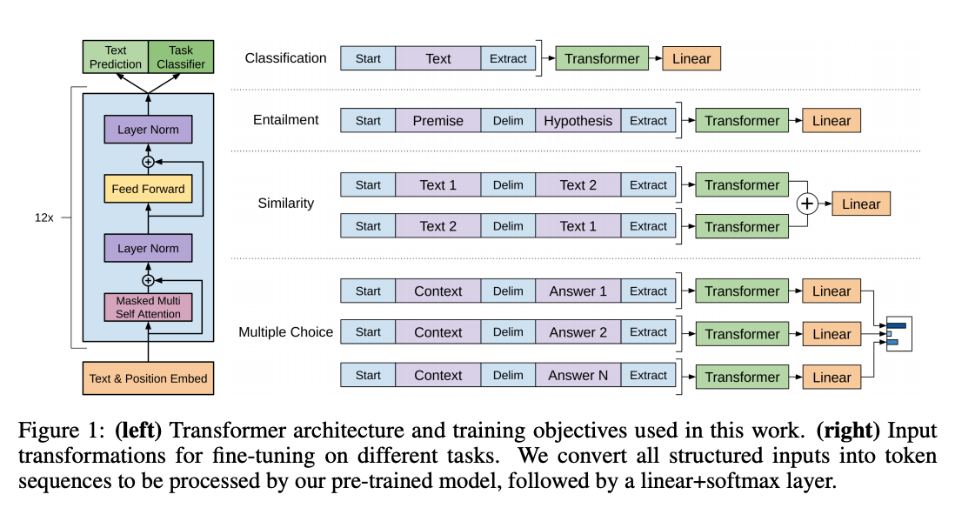 Text Prediction
Task Classifier
Layer Norm
+
Feed Forward
12x
Layer Norm
+
Masked Multi Self Attention
Text & Position Embed
Classification
Start Text Extract Transformer Linear
Entailment
Start Premise Delim Hypothesis Extract Transformer Linear
Similarity
Start Text 1 Delim Text 2 Extract Transformer
+ Linear
Start Text 2 Delim Text 1 Extract Transformer
Multiple Choice
Start Context Delim Answer 1 Extract Transformer Linear
Start Context Delim Answer 2 Extract Transformer Linear
Start Context Delim Answer N Extract Transformer Linear
Figure 1: (left) Transformer architecture and training objectives used in this work. (right) Input
transformations for fine-tuning on different tasks. We convert all structured inputs into token
sequences to be processed by our pre-trained model, followed by a linear+softmax layer.